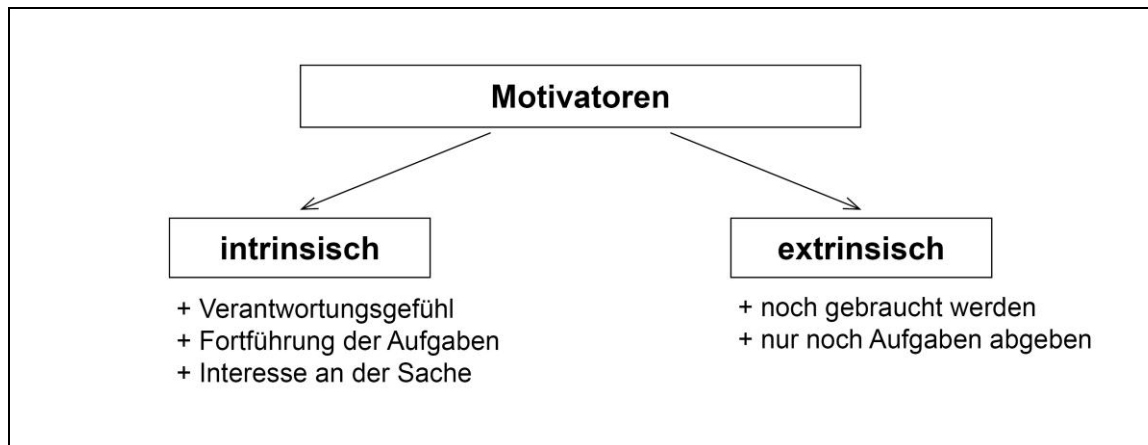 Motivatoren
intrinsisch
+ Verantwortungsgefühl
+ Fortführung der Aufgaben
+ Interesse an der Sache
extrinsisch
+ noch gebraucht werden
+ nur noch Aufgaben abgeben